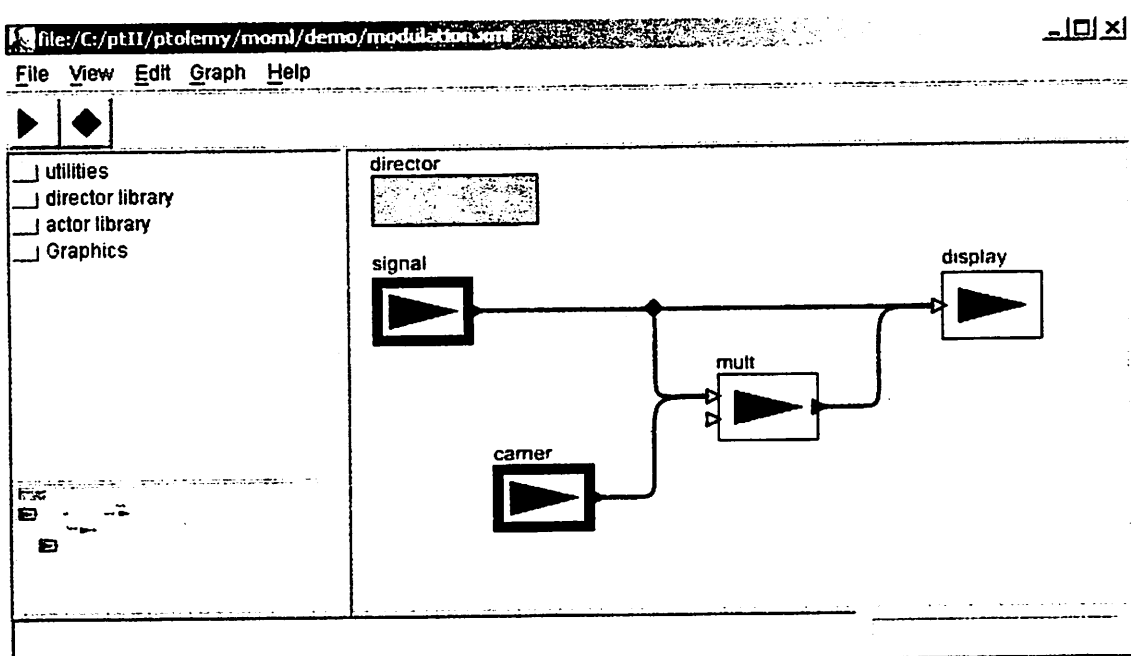 file:/C:/ptII/ptolemy/moml/demo/modulation.xml
File View Edit Graph Help
utilities
director library
actor library
Graphics
director
signal
display
mult
carrier